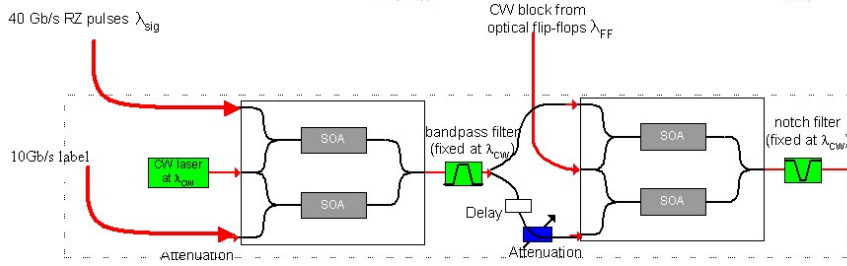 40 Gb/s RZ pulses λsig
CW block from
optical flip-flops λFF
10Gb/s label
CW laser
at λCW
SOA
SOA
bandpass filter
(fixed at λCW)
Delay
Attenuation
Attenuation
SOA
SOA
notch filter
(fixed at λCW)